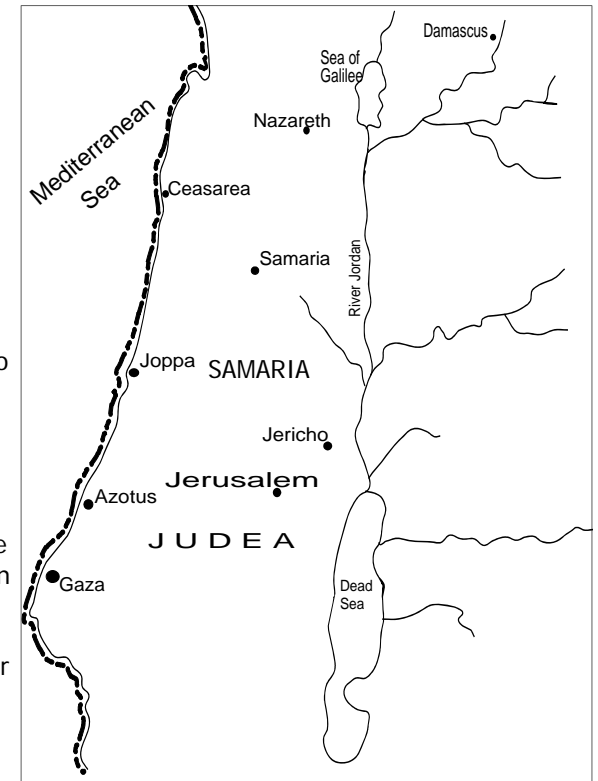 Damascus
Sea of
Galilee
Nazareth
Mediterranean
Sea
Ceasarea
Samaria
River Jordan
Joppa
SAMARIA
Jericho
Jerusalem
Azotus
JUDEA
Gaza
Dead
Sea